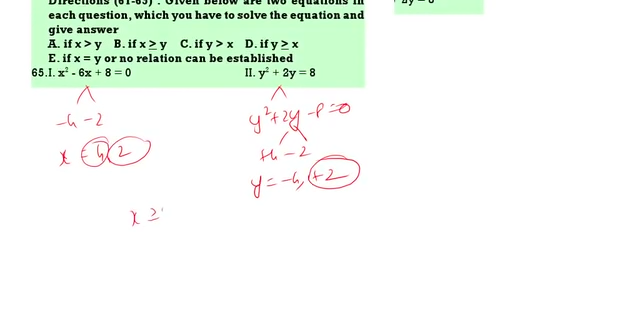 Directions (61-65) : Given below are two equations in
each question, which you have to solve the equation and
give answer
A. if x > y B. if x ≥ y C. if y > x D. if y ≥ x
E. if x = y or no relation can be established
65.I. x² - 6x + 8 = 0 II. y² + 2y = 8
-4 -2
x = 4, 2
y² + 2y - 8 = 0
+4 -2
y = -4, +2
x ≥